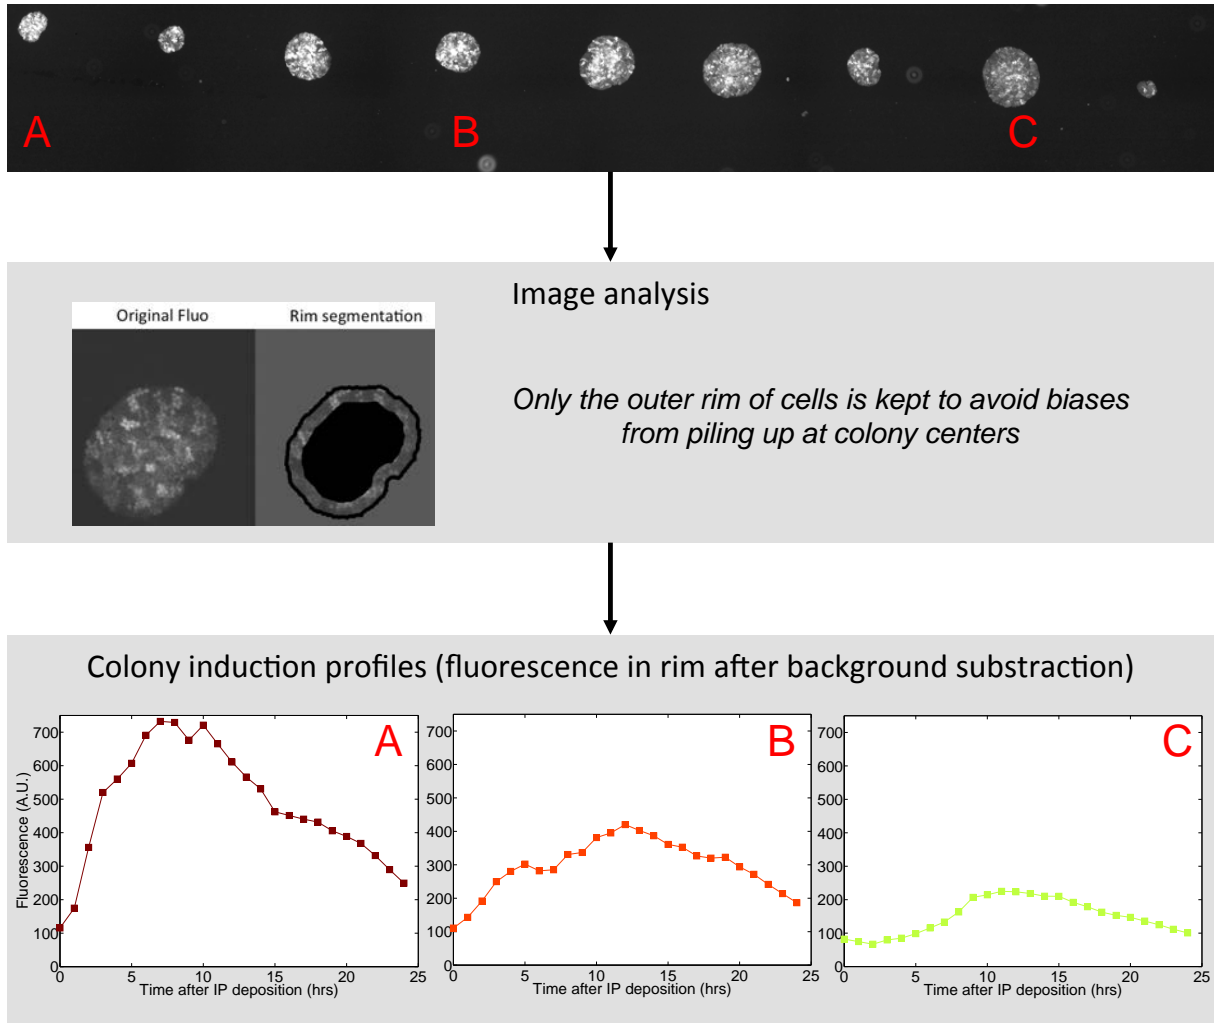 A
B
C
Image analysis
Original Fluo
Rim segmentation
Only the outer rim of cells is kept to avoid biases
from piling up at colony centers
Colony induction profiles (fluorescence in rim after background substraction)
A
Fluorescence (A.U.)
700
600
500
400
300
200
100
0
0 5 10 15 20 25
Time after IP deposition (hrs)
B
700
600
500
400
300
200
100
0
0 5 10 15 20 25
Time after IP deposition (hrs)
C
700
600
500
400
300
200
100
0
0 5 10 15 20 25
Time after IP deposition (hrs)